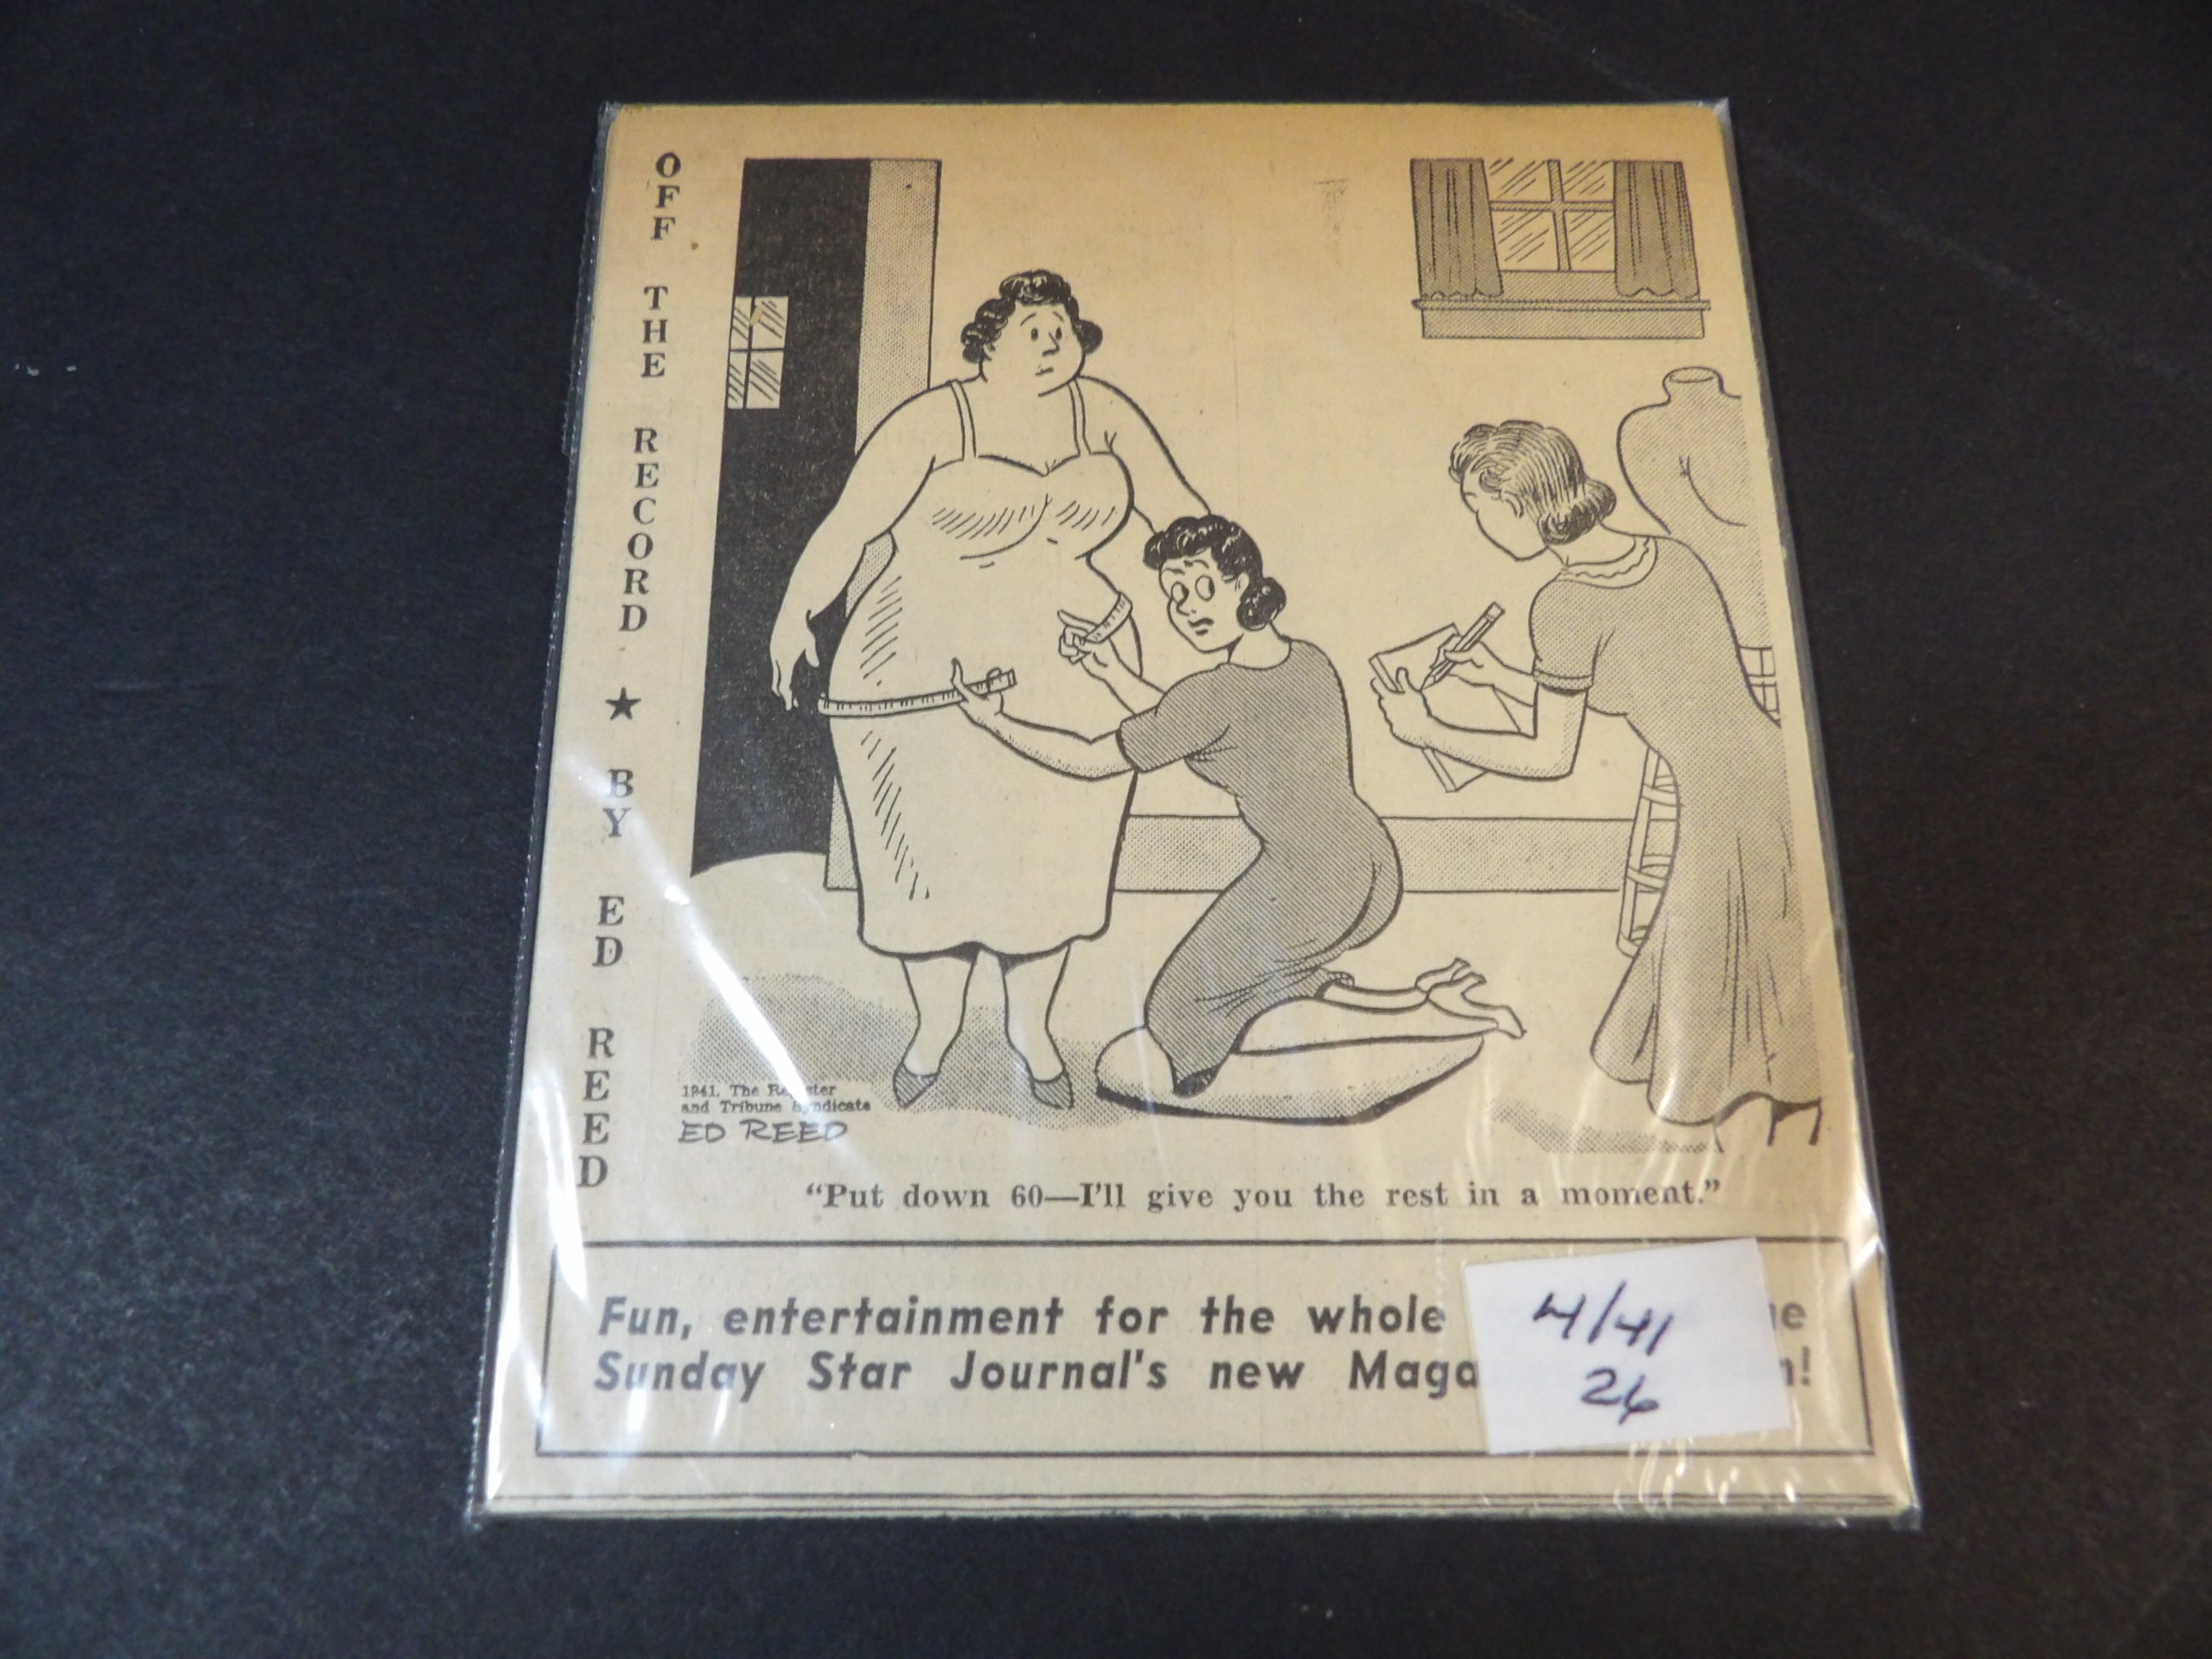 OFF THE RECORD ★ BY ED REED
1941, The Register
and Tribune Syndicate
ED REED
"Put down 60—I'll give you the rest in a moment."
Fun, entertainment for the whole
Sunday Star Journal's new
4/41
26